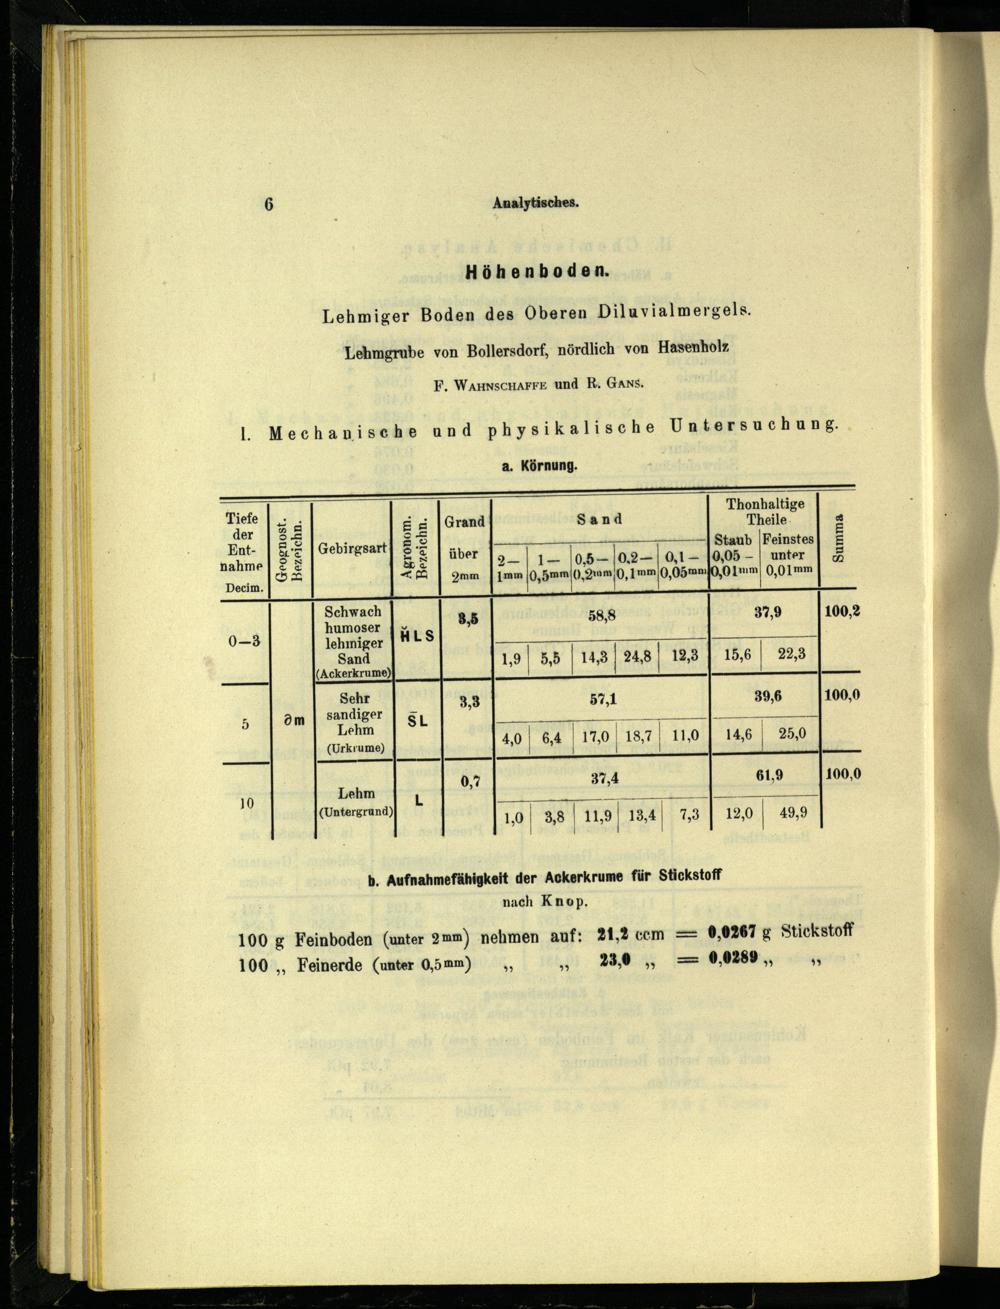 6 Analytisches.
Höhenboden.
Lehmiger Boden des Oberen Diluvialmergels.
Lehmgrube von Bollersdorf, nördlich von Hasenholz
F. WAHNSCHAFFE und R. GANS.
I. Mechanische und physikalische Untersuchung.
a. Körnung.
Tiefe der Ent-nahme Decim. | Geognost. Bezeichn. | Gebirgsart | Agronom. Bezeichn. | Grand über 2mm | Sand | Thonhaltige Theile | Summa
2—1mm | 1—0,5mm | 0,5—0,2mm | 0,2—0,1mm | 0,1—0,05mm | Staub 0,05—0,01mm | Feinstes unter 0,01mm
0—3 | Schwach humoser lehmiger Sand (Ackerkrume) | H̆LS | 3,5 | 58,8 | 37,9 | 100,2
1,9 | 5,5 | 14,3 | 24,8 | 12,3 | 15,6 | 22,3
5 | ∂m | Sehr sandiger Lehm (Urkrume) | S̄L | 3,3 | 57,1 | 39,6 | 100,0
4,0 | 6,4 | 17,0 | 18,7 | 11,0 | 14,6 | 25,0
10 | Lehm (Untergrund) | L | 0,7 | 37,4 | 61,9 | 100,0
1,0 | 3,8 | 11,9 | 13,4 | 7,3 | 12,0 | 49,9
b. Aufnahmefähigkeit der Ackerkrume für Stickstoff
nach Knop.
100 g Feinboden (unter 2mm) nehmen auf: 21,2 ccm = 0,0267 g Stickstoff
100 „ Feinerde (unter 0,5mm) „ „ 23,0 „ = 0,0289 „ „